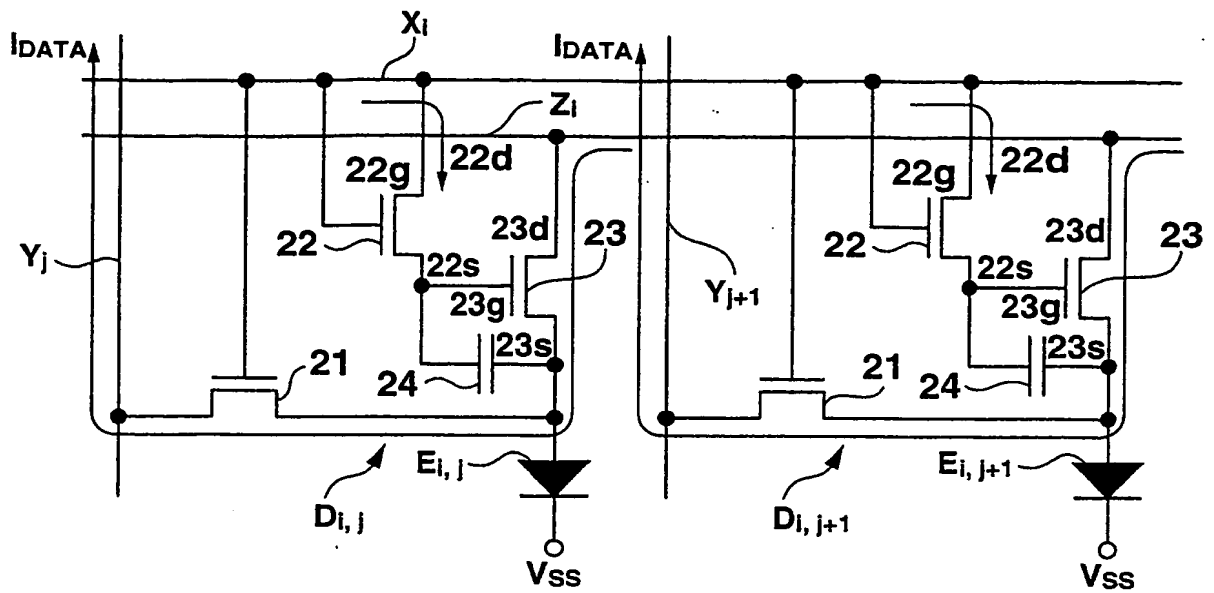 IDATA
Xi
IDATA
Zi
22g
22d
22g
22d
22
23d
23
22
23d
23
Yj
22s
22s
23g
Yj+1
23g
21
24
23s
21
24
23s
Ei, j
Ei, j+1
Di, j
Di, j+1
VSS
VSS